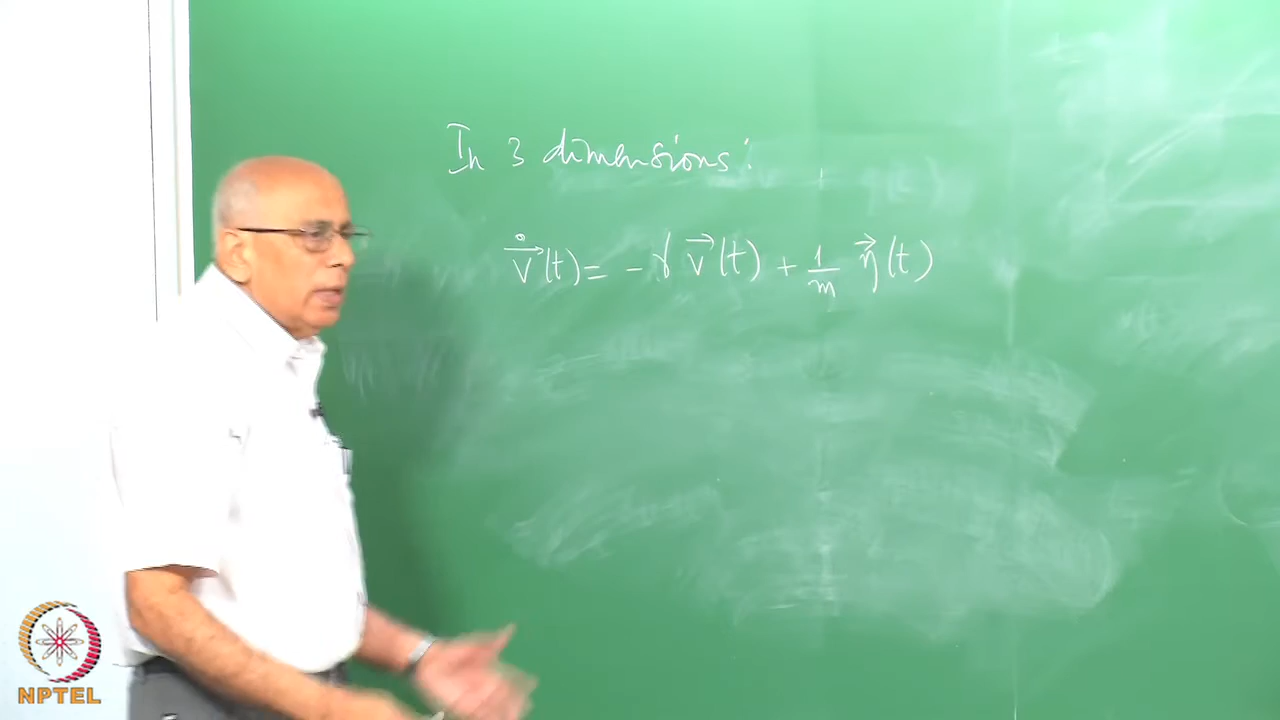 In 3 dimensions:
v̇⃗(t) = - γ v⃗(t) + 1/m η⃗(t)
NPTEL